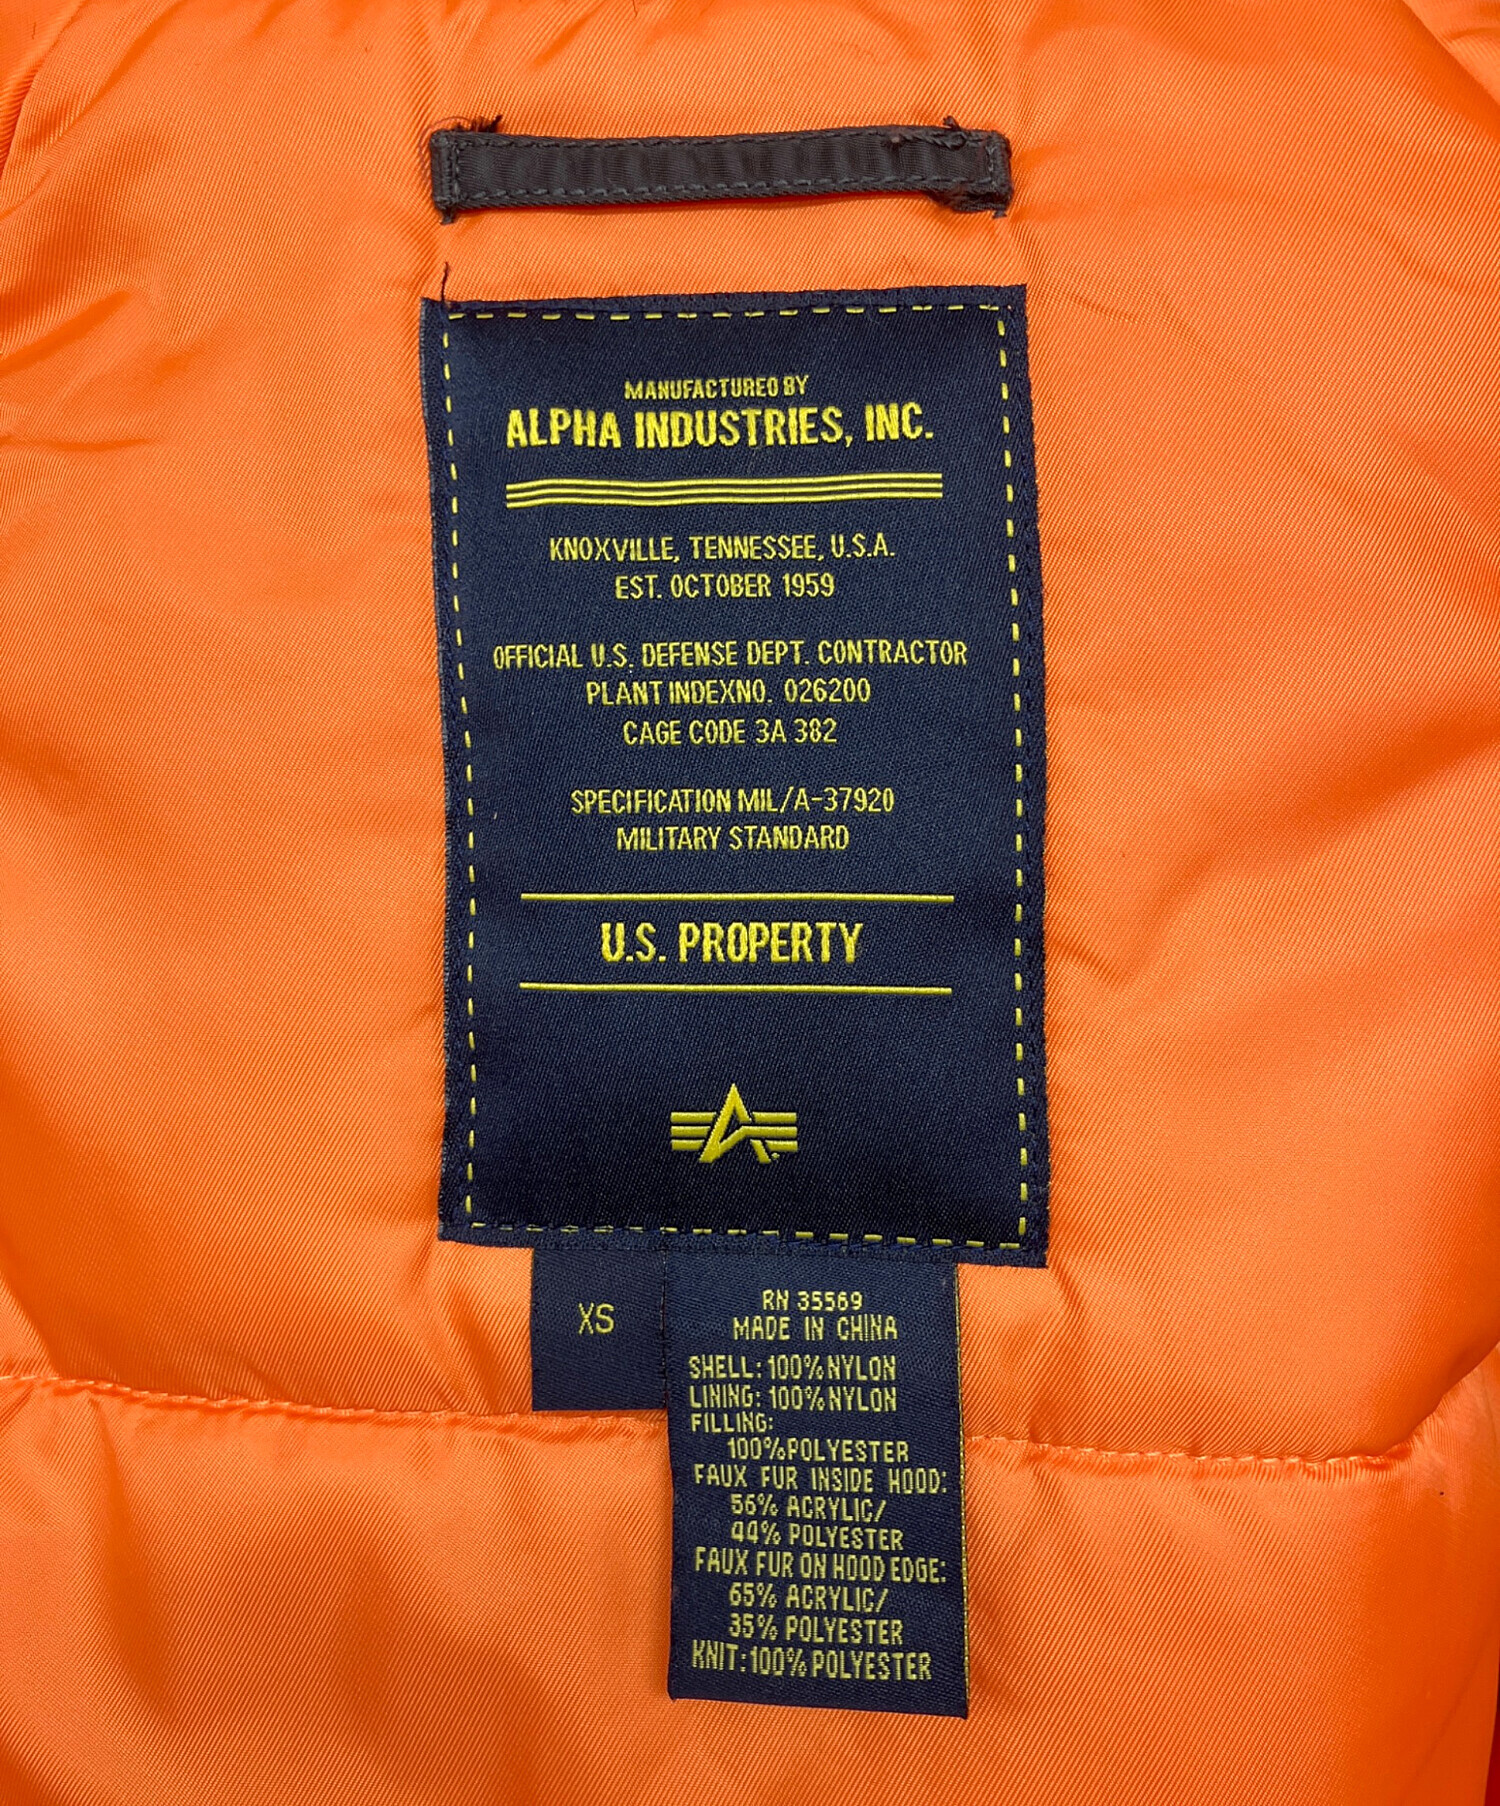 MANUFACTURED BY
ALPHA INDUSTRIES, INC.
KNOXVILLE, TENNESSEE, U.S.A.
EST. OCTOBER 1959
OFFICIAL U.S. DEFENSE DEPT. CONTRACTOR
PLANT INDEXNO. 026200
CAGE CODE 3A 382
SPECIFICATION MIL/A-37920
MILITARY STANDARD
U.S. PROPERTY
XS
RN 35569
MADE IN CHINA
SHELL: 100% NYLON
LINING: 100% NYLON
FILLING:
100% POLYESTER
FAUX FUR INSIDE HOOD:
56% ACRYLIC/
44% POLYESTER
FAUX FUR ON HOOD EDGE:
65% ACRYLIC/
35% POLYESTER
KNIT: 100% POLYESTER